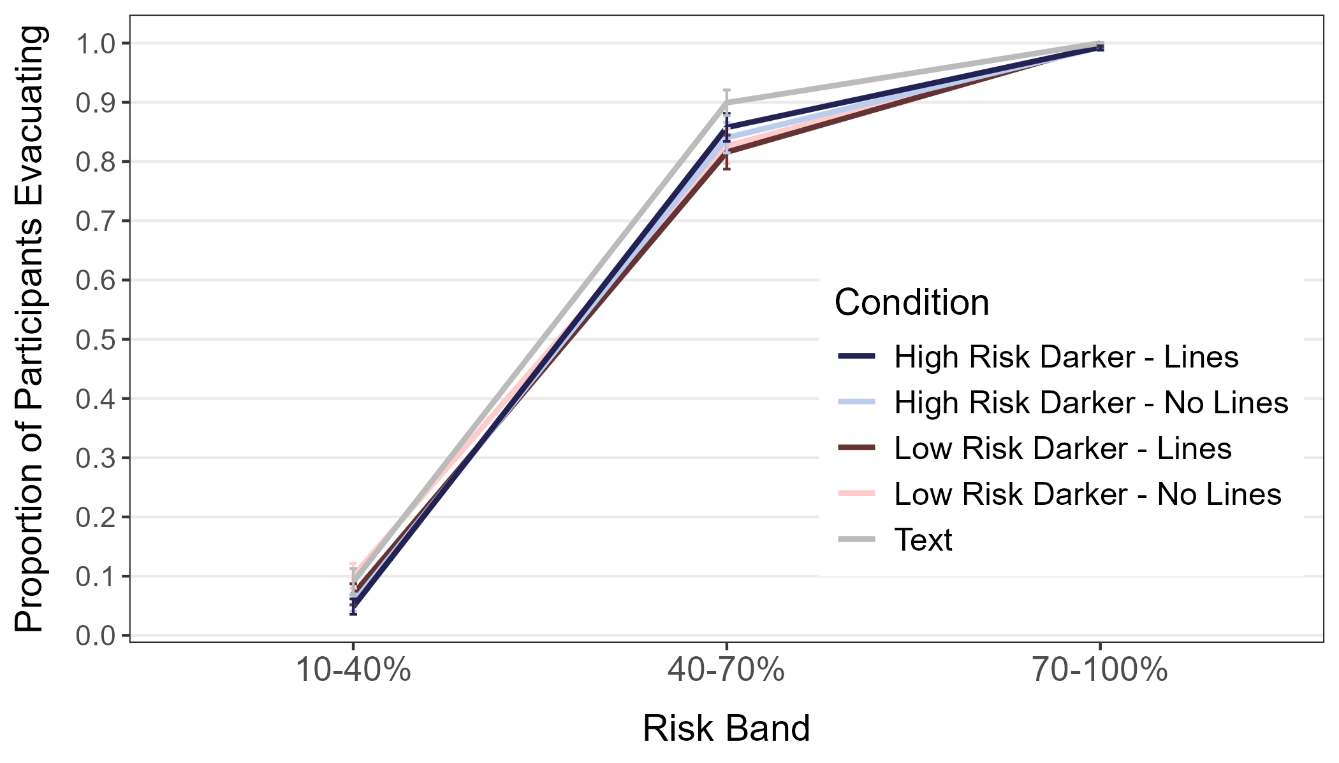 Proportion of Participants Evacuating
1.0
0.9
0.8
0.7
0.6
0.5
0.4
0.3
0.2
0.1
0.0
Condition
High Risk Darker - Lines
High Risk Darker - No Lines
Low Risk Darker - Lines
Low Risk Darker - No Lines
Text
10-40%
40-70%
70-100%
Risk Band